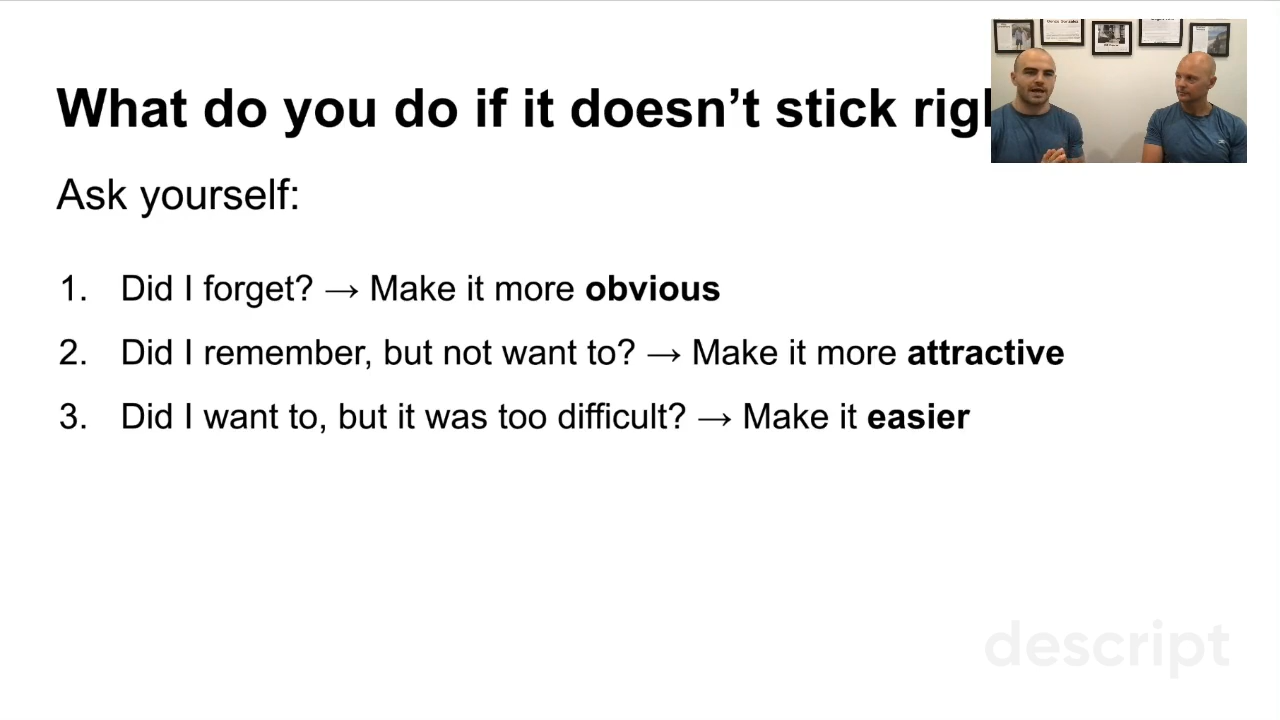 What do you do if it doesn’t stick
Ask yourself:
1. Did I forget? → Make it more obvious
2. Did I remember, but not want to? → Make it more attractive
3. Did I want to, but it was too difficult? → Make it easier
descript